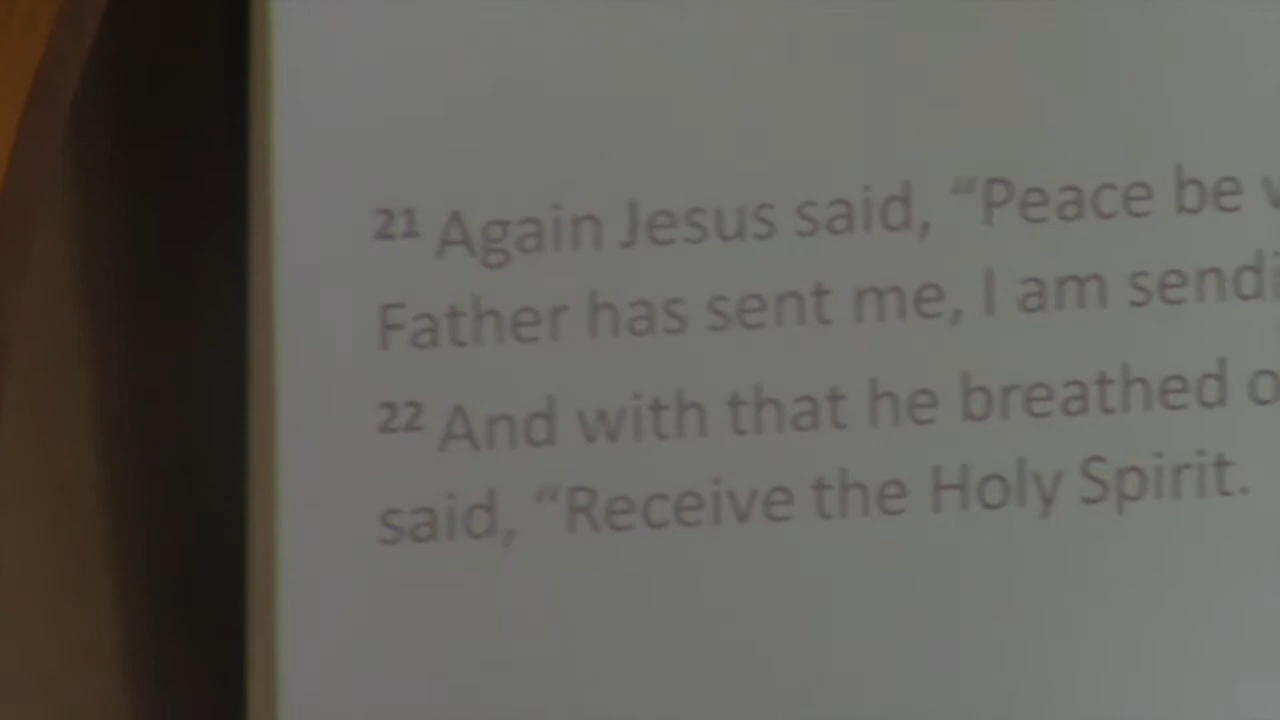 21 Again Jesus said, “Peace be
Father has sent me, I am sendi
22 And with that he breathed o
said, “Receive the Holy Spirit.